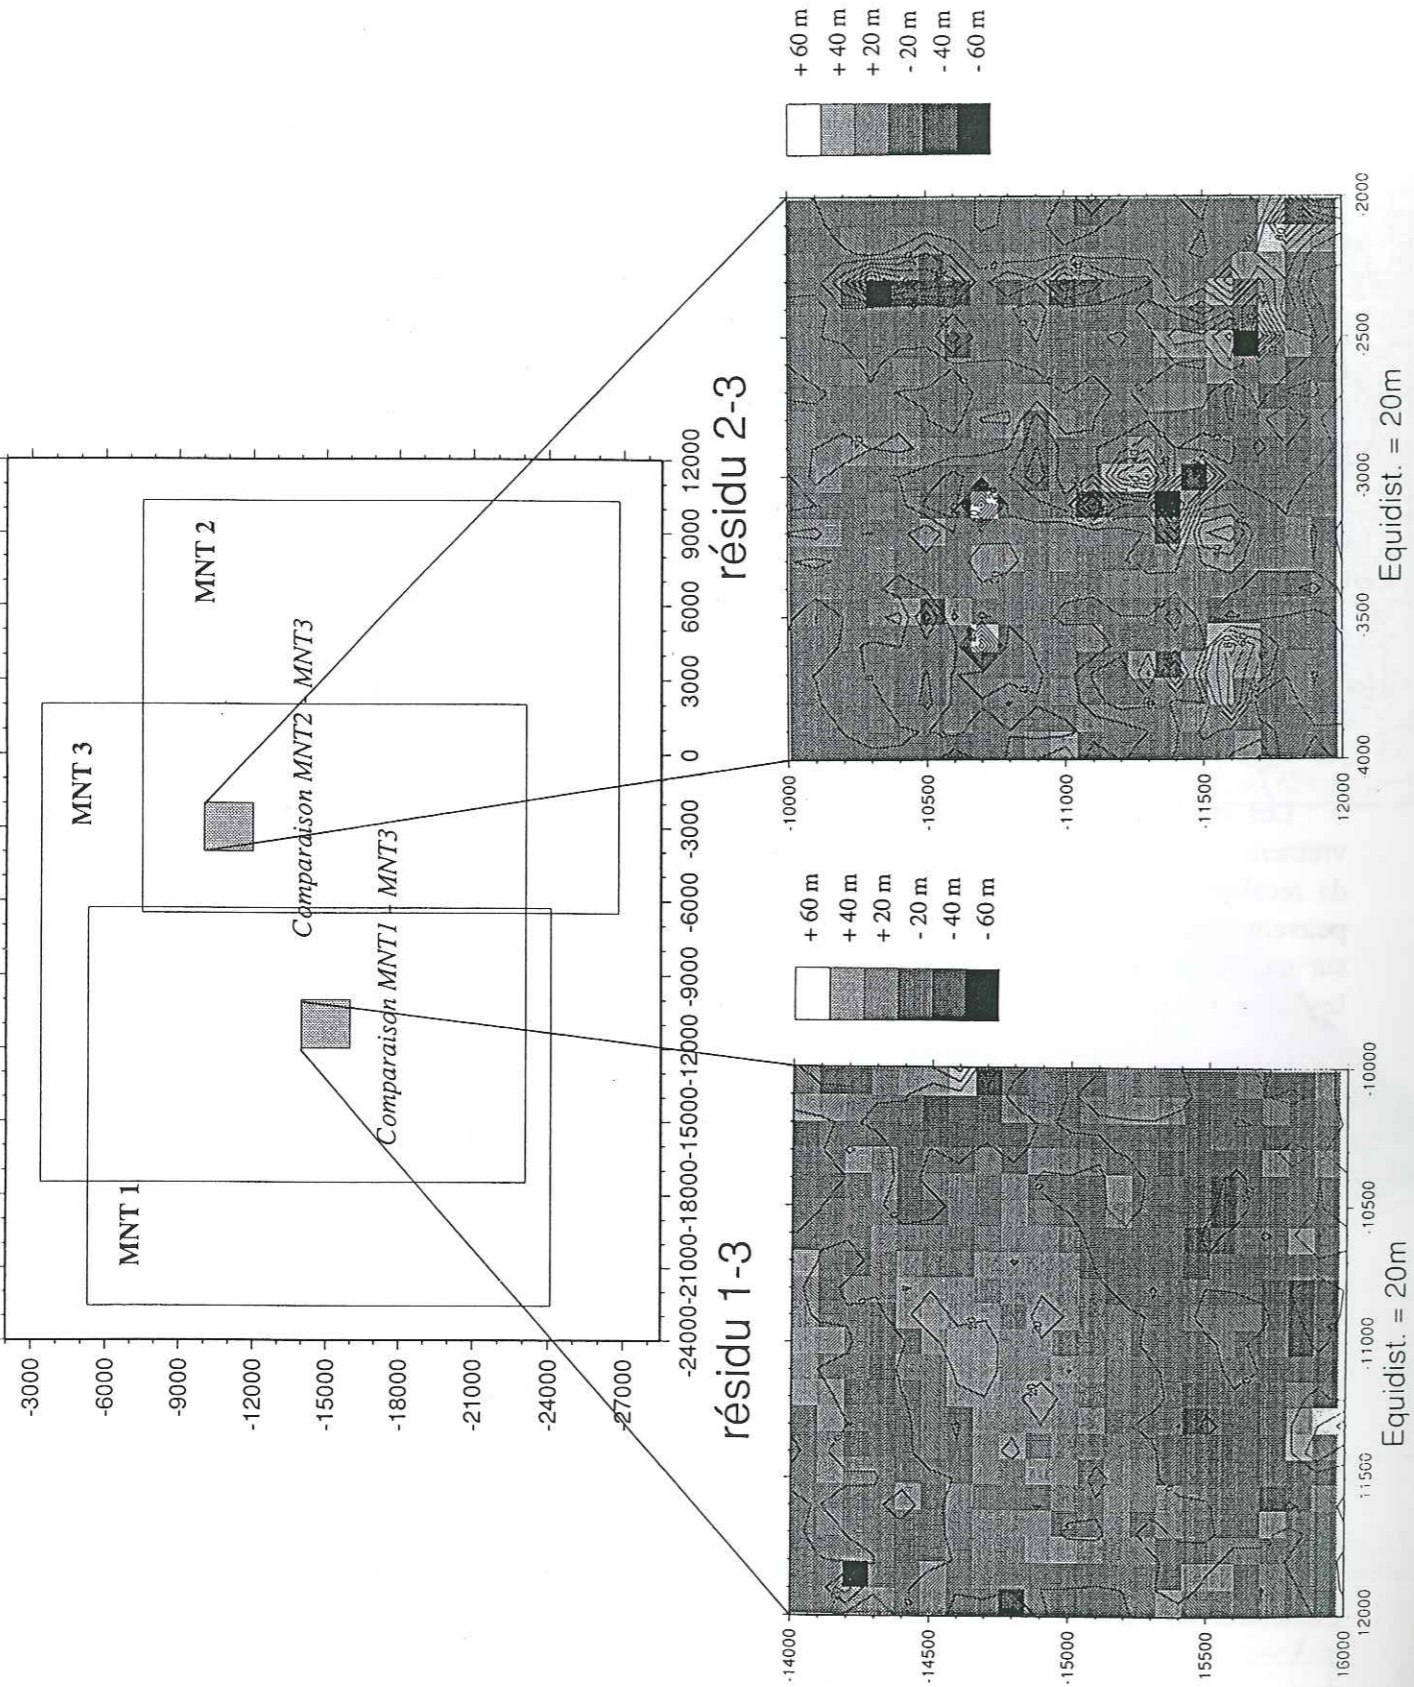 -3000
-6000
-9000
-12000
-15000
-18000
-21000
-24000
-27000
MNT 1
MNT 3
MNT 2
Comparaison MNT2 - MNT3
Comparaison MNT1 - MNT3
-24000 -21000 -18000 -15000 -12000 -9000 -6000 -3000 0 3000 6000 9000 12000
résidu 1-3
-14000
-14500
-15000
-15500
-16000
12000 -11500 -11000 -10500 -10000
Equidist. = 20m
+ 60 m
+ 40 m
+ 20 m
- 20 m
- 40 m
- 60 m
résidu 2-3
-10000
-10500
-11000
-11500
12000
-4000 -3500 -3000 -2500 -2000
Equidist. = 20m
+ 60 m
+ 40 m
+ 20 m
- 20 m
- 40 m
- 60 m